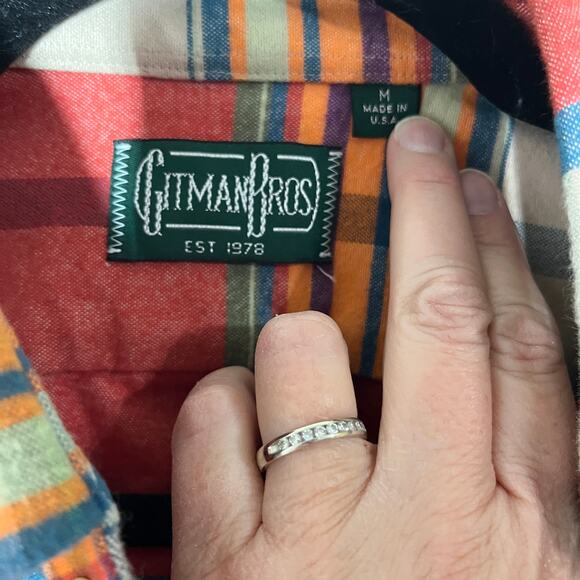 GITMAN BROS
EST 1978
M
MADE IN
U.S.A.